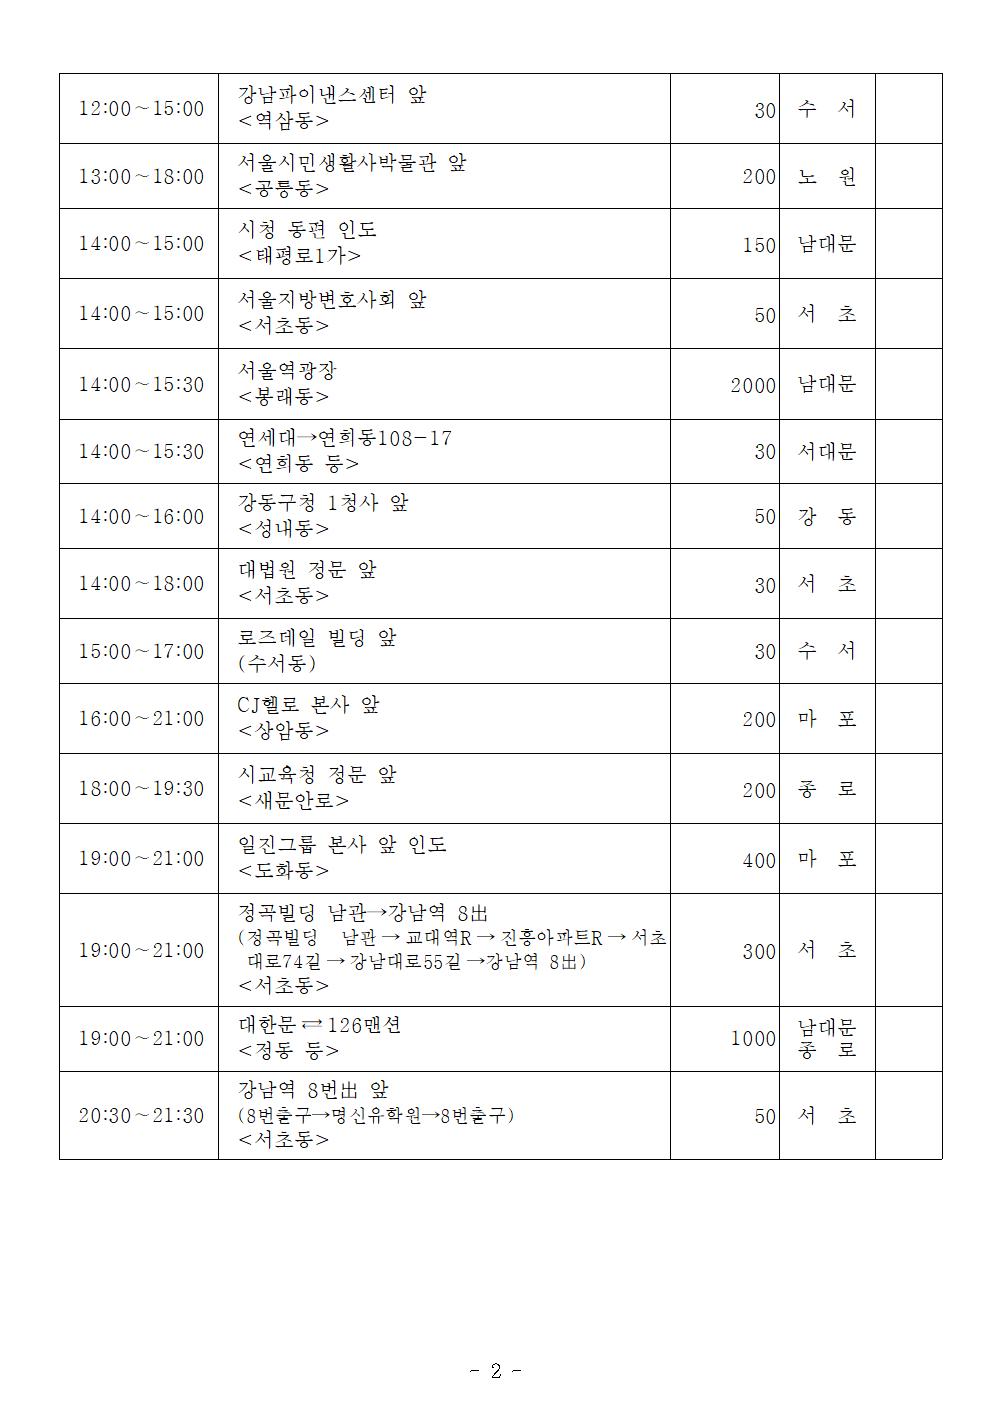 12:00~15:00 강남파이낸스센터 앞 30 수 서
<역삼동>
13:00~18:00 서울시민생활사박물관 앞 200 노 원
<공릉동>
14:00~15:00 시청 동편 인도 150 남대문
<태평로1가>
14:00~15:00 서울지방변호사회 앞 50 서 초
<서초동>
14:00~15:30 서울역광장 2000 남대문
<봉래동>
14:00~15:30 연세대→연희동108-17 30 서대문
<연희동 등>
14:00~16:00 강동구청 1청사 앞 50 강 동
<성내동>
14:00~18:00 대법원 정문 앞 30 서 초
<서초동>
15:00~17:00 로즈데일 빌딩 앞 30 수 서
(수서동)
16:00~21:00 CJ헬로 본사 앞 200 마 포
<상암동>
18:00~19:30 시교육청 정문 앞 200 종 로
<새문안로>
19:00~21:00 일진그룹 본사 앞 인도 400 마 포
<도화동>
19:00~21:00 정곡빌딩 남관→강남역 8出 300 서 초
(정곡빌딩 남관 → 교대역R → 진흥아파트R → 서초
대로74길 → 강남대로55길 →강남역 8出)
<서초동>
19:00~21:00 대한문 ⇄ 126맨션 1000 남대문
<정동 등> 종 로
20:30~21:30 강남역 8번出 앞 50 서 초
(8번출구→명신유학원→8번출구)
<서초동>
- 2 -